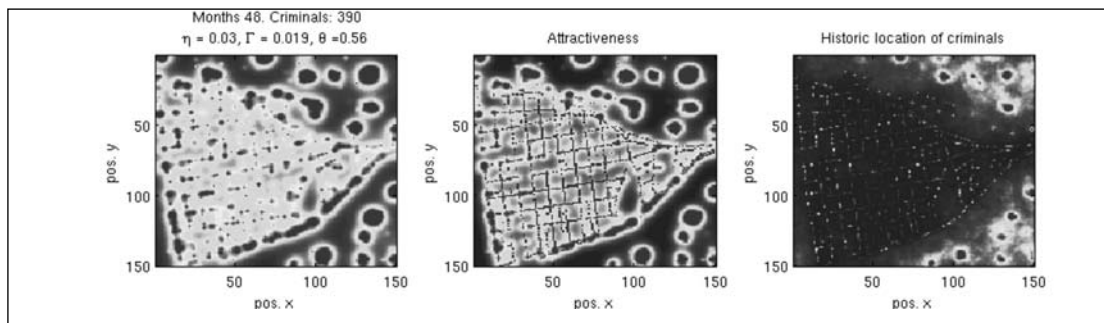 Months 48. Criminals: 390
η = 0.03, Γ = 0.019, θ =0.56
Attractiveness
Historic location of criminals
pos. y
50
100
150
50
100
150
pos. x
pos. y
50
100
150
50
100
150
pos. x
pos. y
50
100
150
50
100
150
pos. x